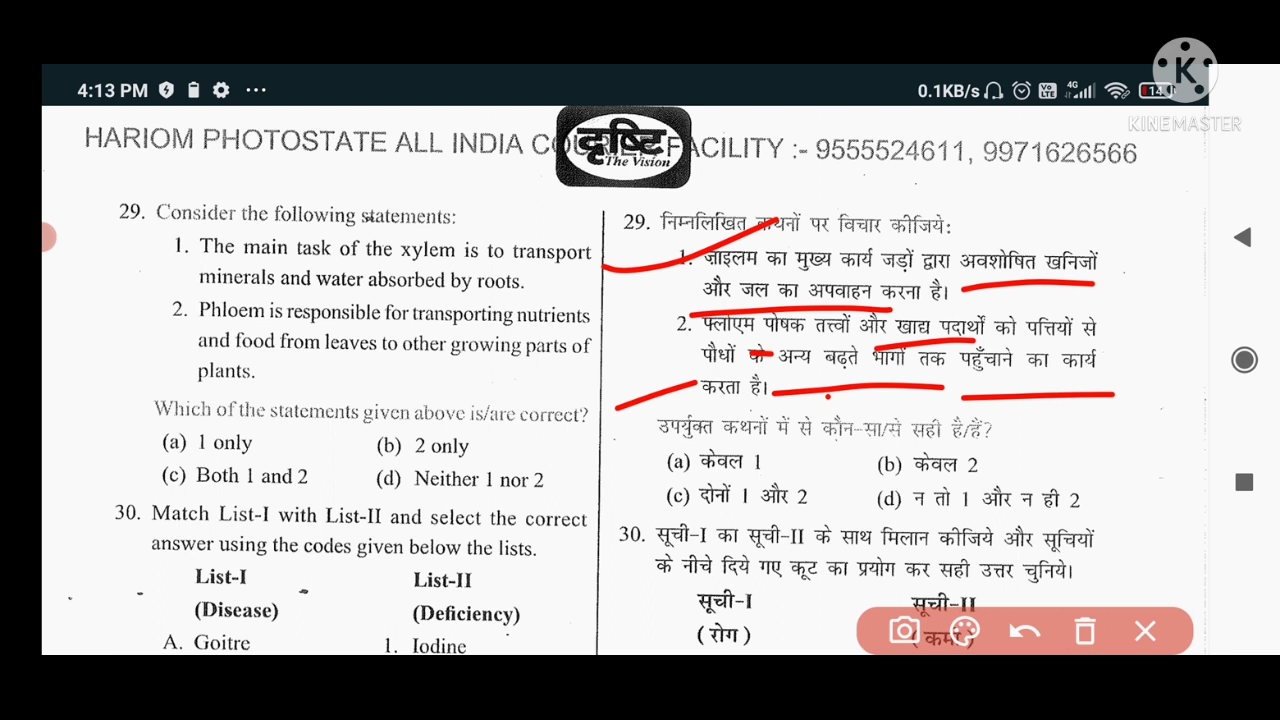 4:13 PM
0.1KB/s
4G
14
KINEMASTER
HARIOM PHOTOSTATE ALL INDIA FACILITY :- 9555524611, 9971626566
दृष्टि
The Vision
29. Consider the following statements:
1. The main task of the xylem is to transport
minerals and water absorbed by roots.
2. Phloem is responsible for transporting nutrients
and food from leaves to other growing parts of
plants.
Which of the statements given above is/are correct?
(a) 1 only
(b) 2 only
(c) Both 1 and 2
(d) Neither 1 nor 2
30. Match List-I with List-II and select the correct
answer using the codes given below the lists.
List-I
List-II
(Disease)
(Deficiency)
A. Goitre
1. Iodine
29. निम्नलिखित कथनों पर विचार कीजिये:
1. जाइलम का मुख्य कार्य जड़ों द्वारा अवशोषित खनिजों
और जल का अपवाहन करना है।
2. फ्लोएम पोषक तत्त्वों और खाद्य पदार्थों को पत्तियों से
पौधों के अन्य बढ़ते भागों तक पहुँचाने का कार्य
करता है।
उपर्युक्त कथनों में से कौन-सा/से सही है/हैं?
(a) केवल 1
(b) केवल 2
(c) दोनों 1 और 2
(d) न तो 1 और न ही 2
30. सूची-I का सूची-II के साथ मिलान कीजिये और सूचियों
के नीचे दिये गए कूट का प्रयोग कर सही उत्तर चुनिये।
सूची-I
सूची-II
(रोग)
(कमी)